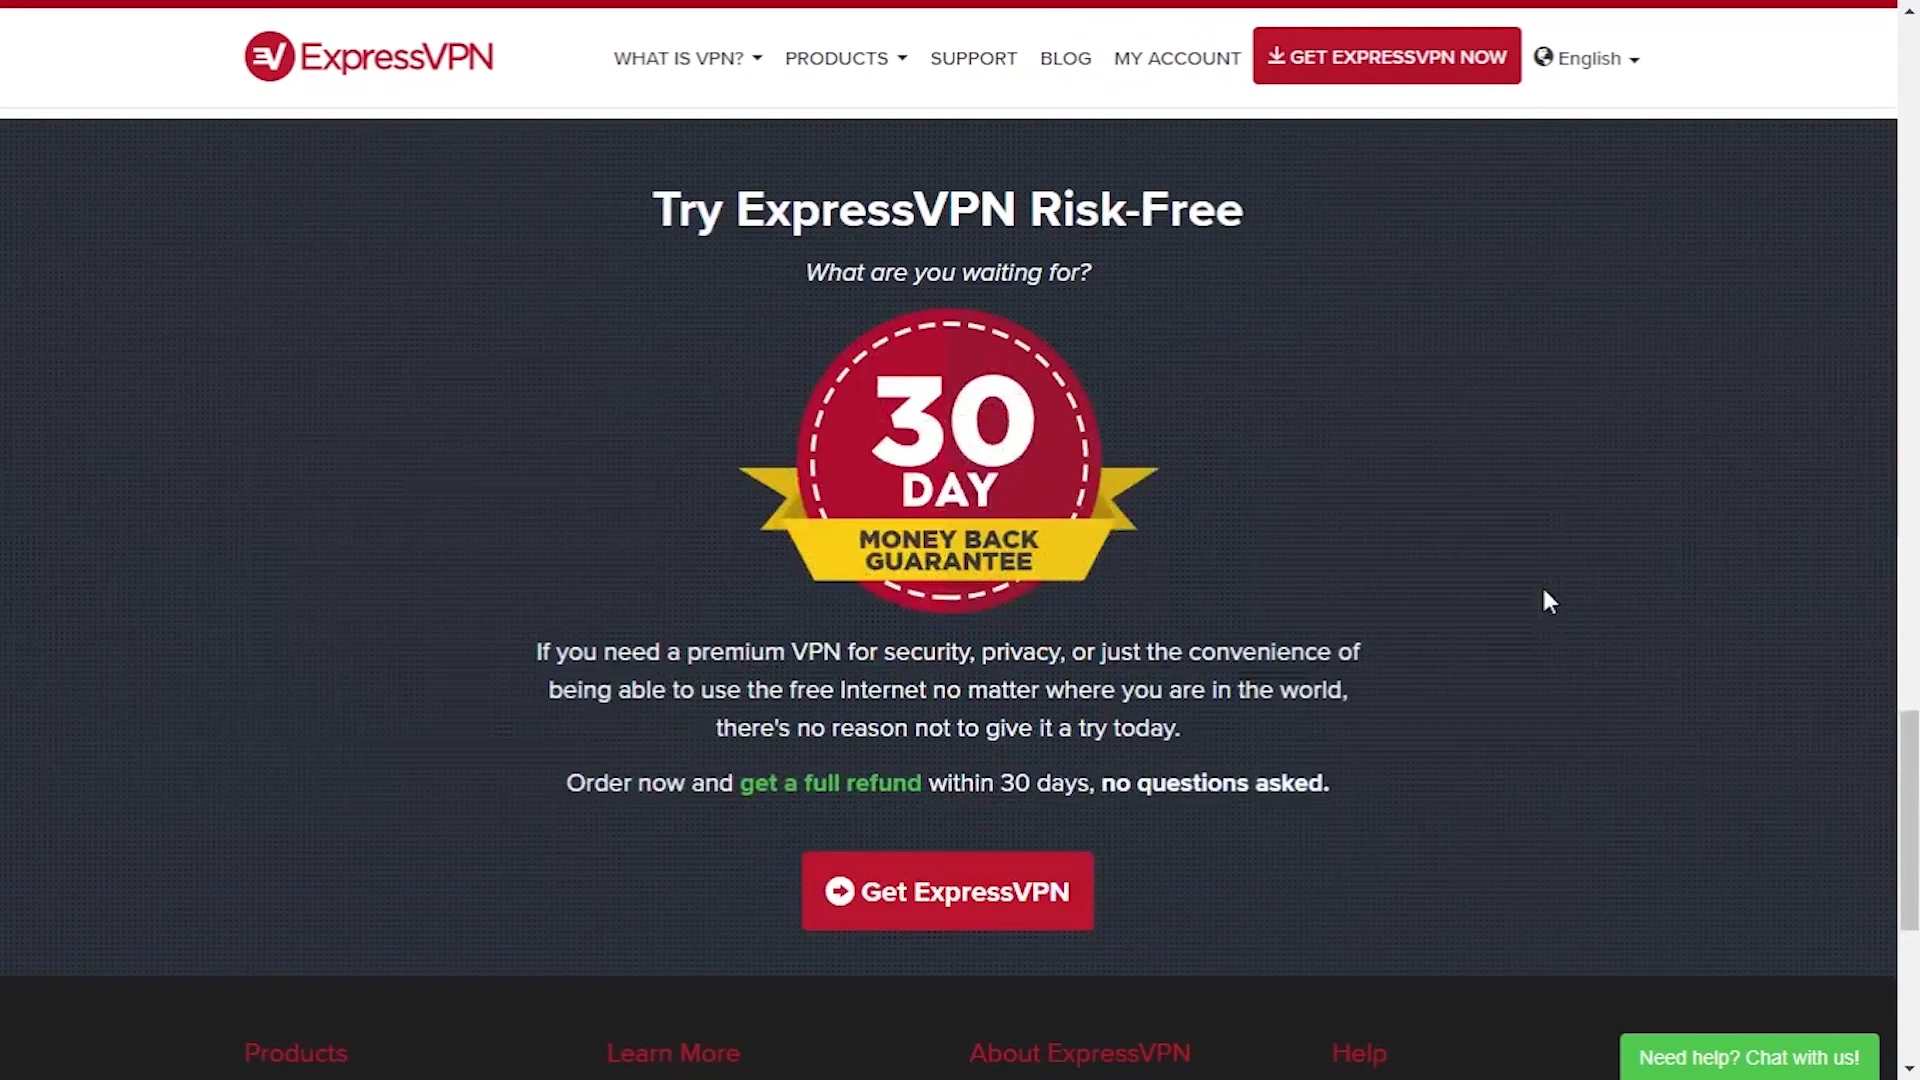 ExpressVPN
WHAT IS VPN?
PRODUCTS
SUPPORT
BLOG
MY ACCOUNT
GET EXPRESSVPN NOW
English
Try ExpressVPN Risk-Free
What are you waiting for?
30
DAY
MONEY BACK
GUARANTEE
If you need a premium VPN for security, privacy, or just the convenience of
being able to use the free Internet no matter where you are in the world,
there's no reason not to give it a try today.
Order now and get a full refund within 30 days, no questions asked.
Get ExpressVPN
Products
Learn More
About ExpressVPN
Help
Need help? Chat with us!